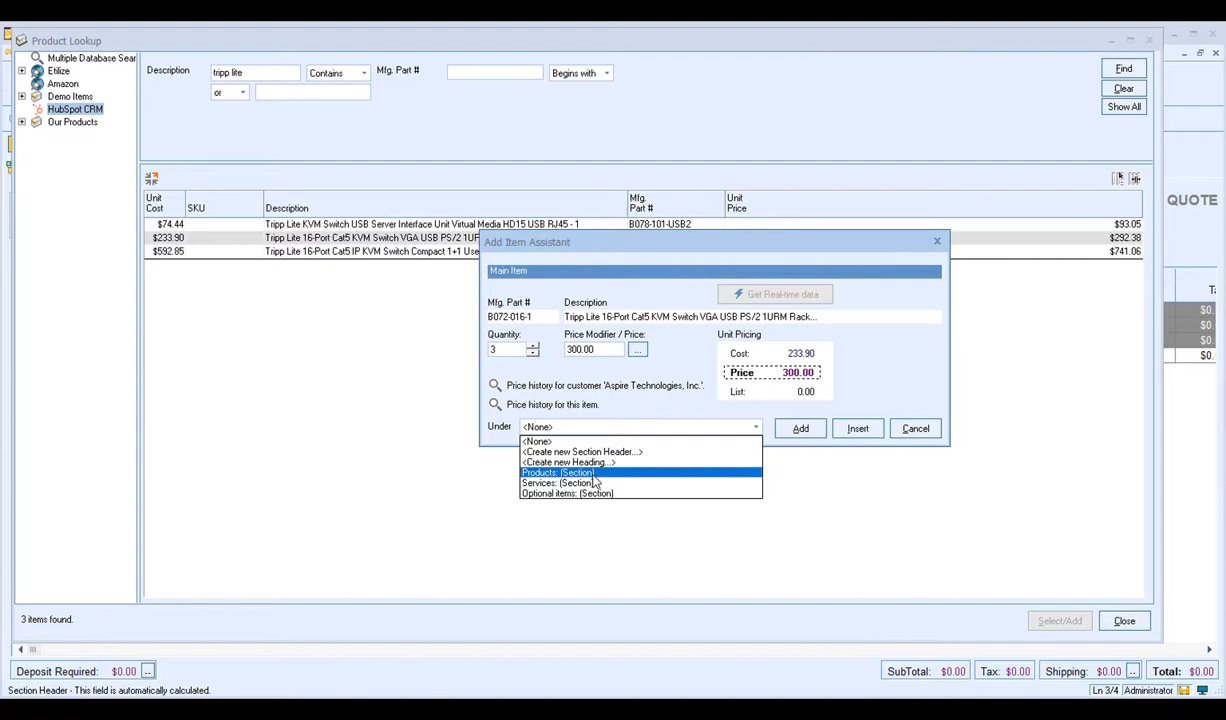 Product Lookup
Multiple Database Sear
Etilize
Amazon
Demo Items
HubSpot CRM
Our Products
Description
tripp lite
Contains
Mfg. Part #
Begins with
or
Find
Clear
Show All
QUOTE
Unit Cost
SKU
Description
Mfg. Part #
Unit Price
$74.44 Tripp Lite KVM Switch USB Server Interface Unit Virtual Media HD15 USB RJ45 - 1 B078-101-USB2 $93.05
$233.90 Tripp Lite 16-Port Cat5 KVM Switch VGA USB PS/2 1UR $292.38
$592.85 Tripp Lite 16-Port Cat5 IP KVM Switch Compact 1+1 Use $741.06
Add Item Assistant
Main Item
Get Real-time data
Mfg. Part # Description
B072-016-1 Tripp Lite 16-Port Cat5 KVM Switch VGA USB PS/2 1URM Rack...
Quantity: Price Modifier / Price: Unit Pricing
3 300.00 ...
Cost: 233.90
Price 300.00
List: 0.00
Price history for customer 'Aspire Technologies, Inc.'.
Price history for this item.
Under <None> Add Insert Cancel
<None>
<Create new Section Header...>
<Create new Heading...>
Products: (Section)
Services: (Section)
Optional items: (Section)
$0.
$0.
$0.
$0.
3 items found.
Select/Add
Close
Deposit Required: $0.00 .. SubTotal: $0.00 Tax: $0.00 Shipping: $0.00 .. Total: $0.00
Section Header - This field is automatically calculated. Ln 3/4 Administrator